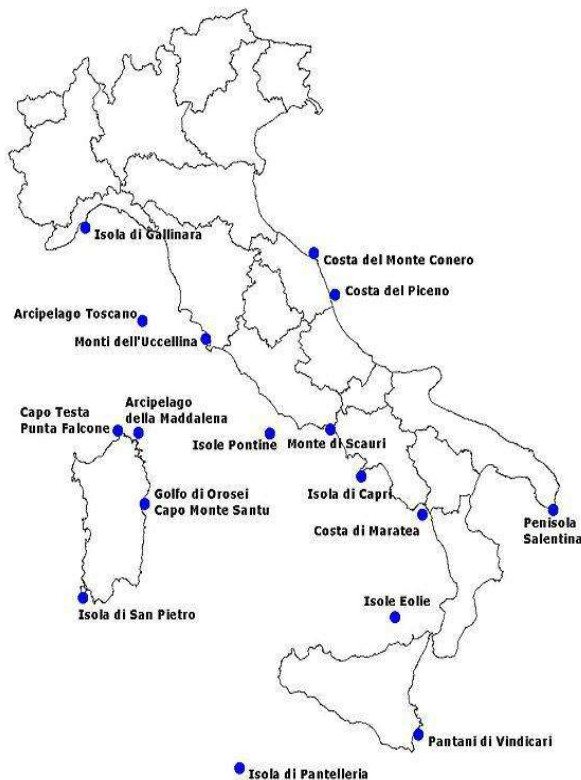 Isola di Gallinara
Costa del Monte Conero
Costa del Piceno
Arcipelago Toscano
Monti dell'Uccellina
Capo Testa
Punta Falcone
Arcipelago
della Maddalena
Isole Pontine
Monte di Scauri
Isola di Capri
Golfo di Orosei
Capo Monte Santu
Costa di Maratea
Penisola
Salentina
Isola di San Pietro
Isole Eolie
Pantani di Vindicari
Isola di Pantelleria